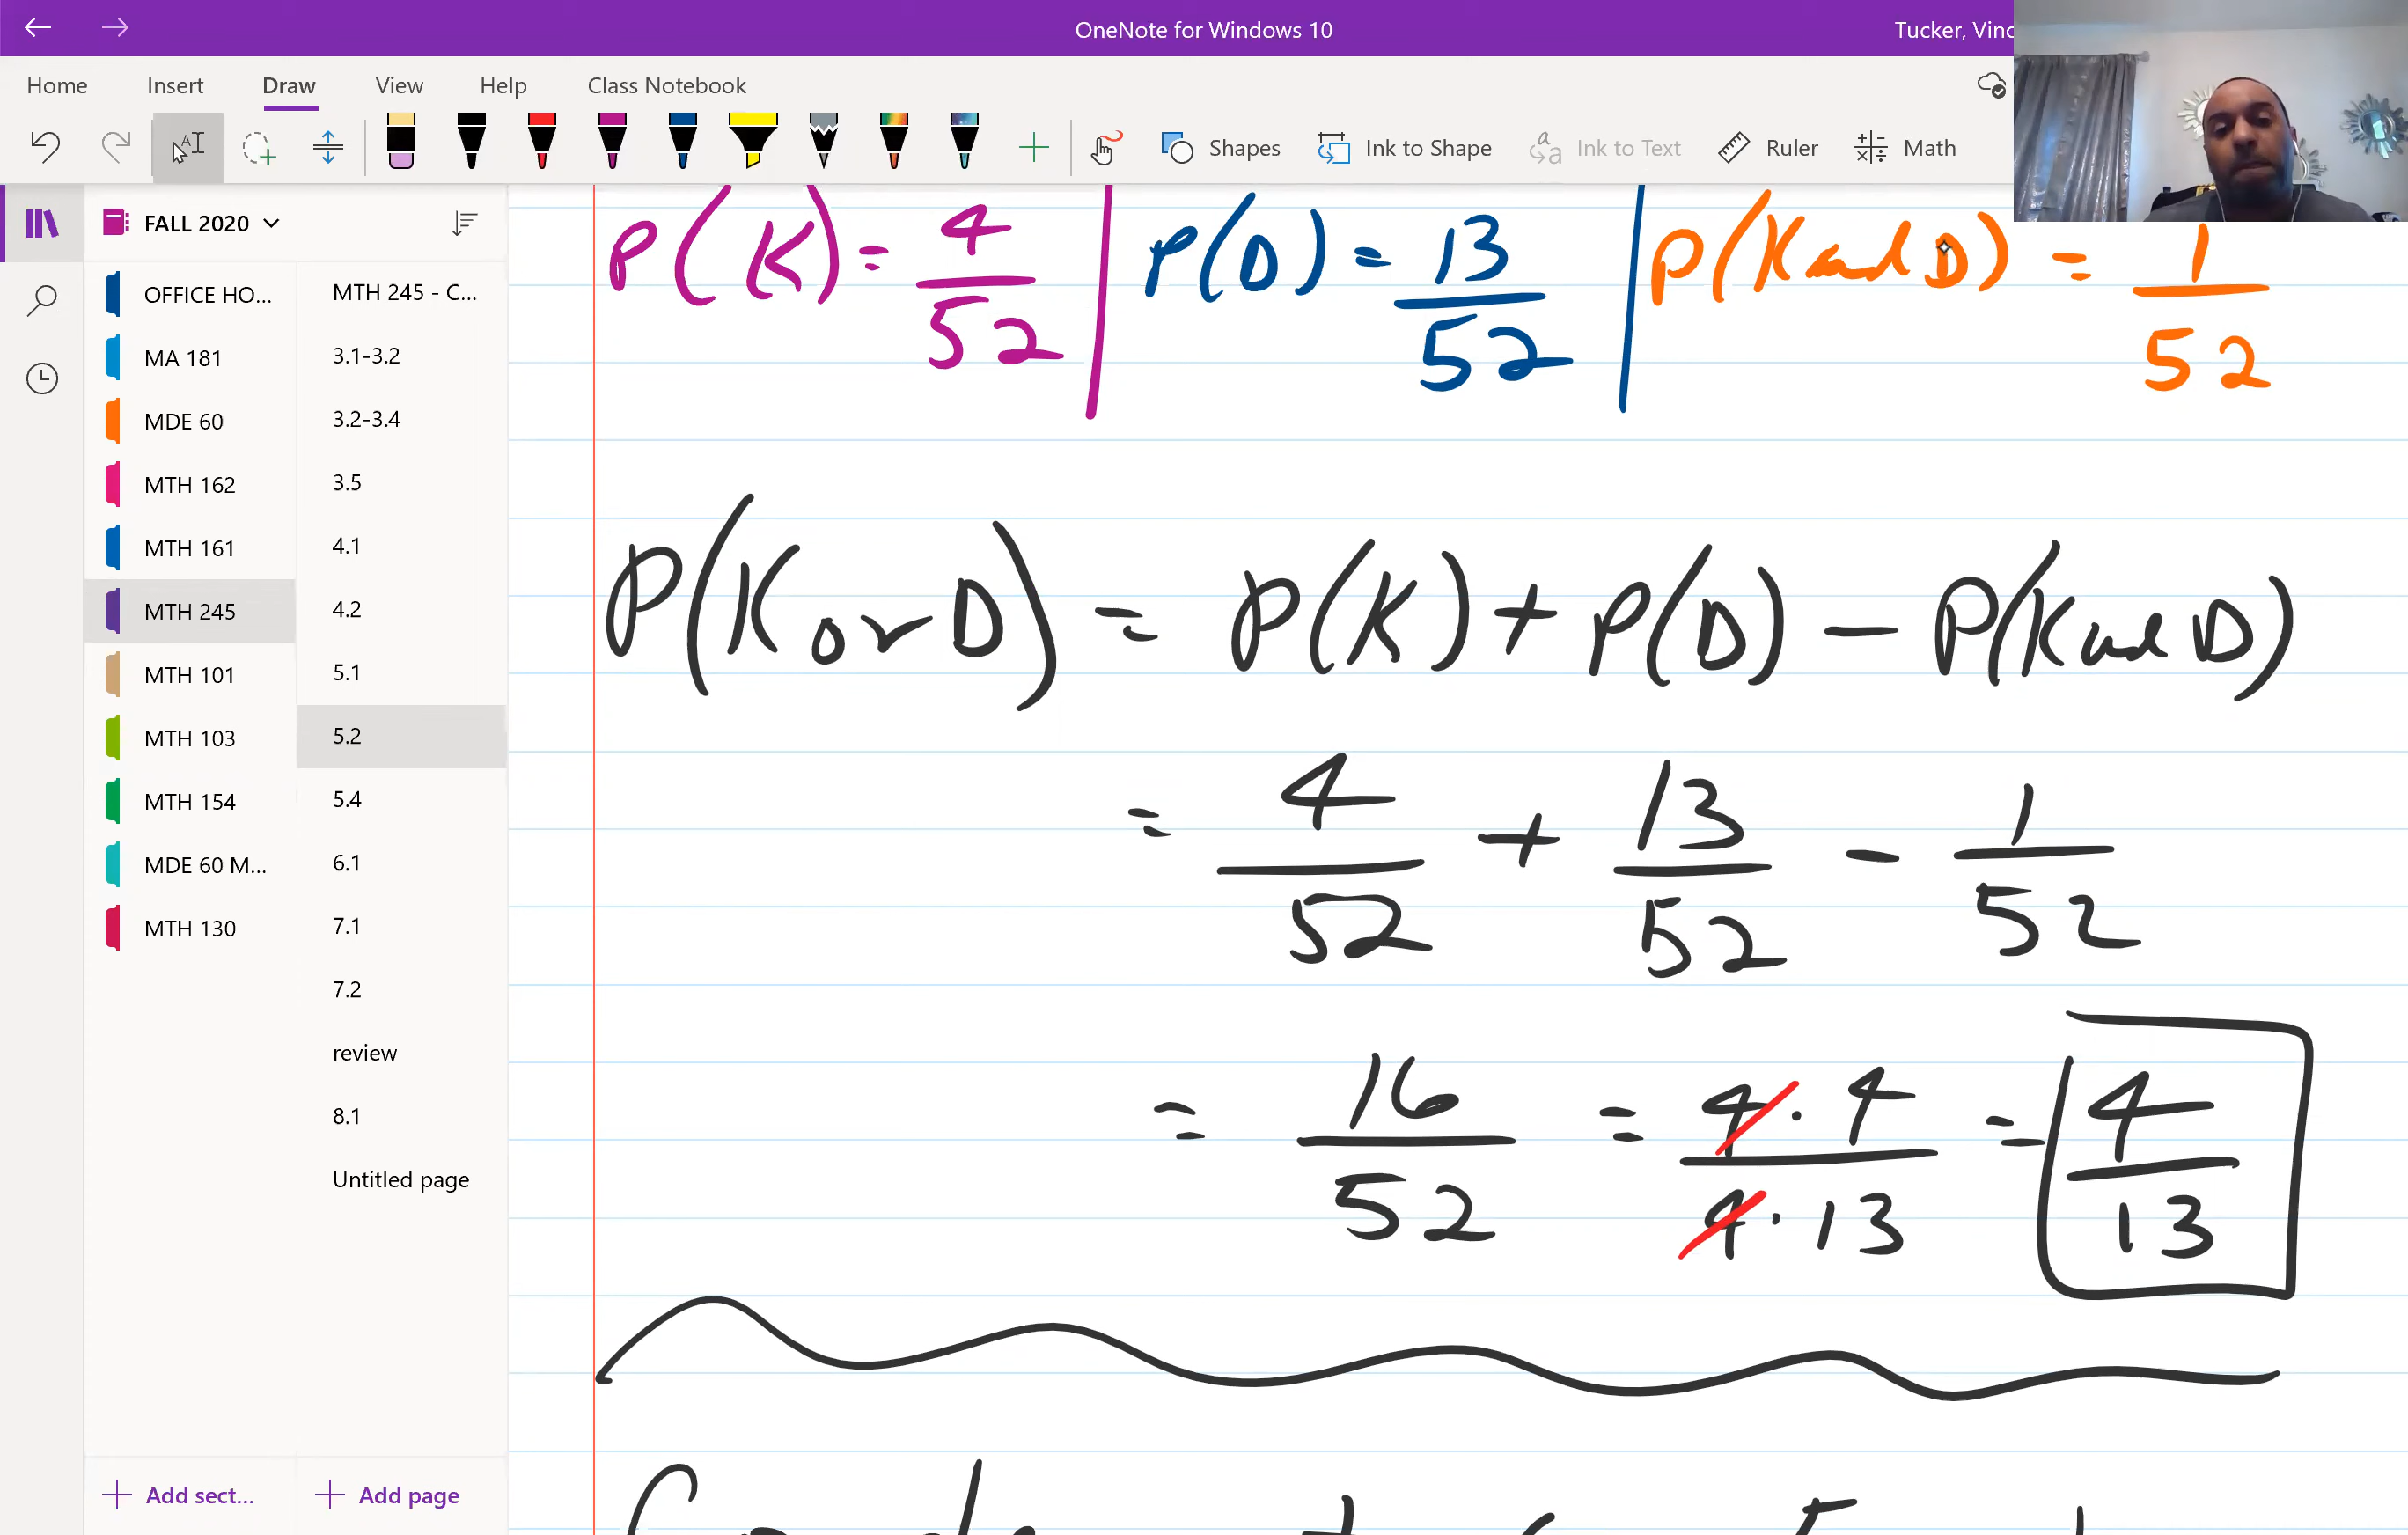 OneNote for Windows 10
Tucker, Vinc
Home Insert Draw View Help Class Notebook
Shapes Ink to Shape Ink to Text Ruler Math
FALL 2020
OFFICE HO...
MA 181
MDE 60
MTH 162
MTH 161
MTH 245
MTH 101
MTH 103
MTH 154
MDE 60 M...
MTH 130
Add sect...
MTH 245 - C...
3.1-3.2
3.2-3.4
3.5
4.1
4.2
5.1
5.2
5.4
6.1
7.1
7.2
review
8.1
Untitled page
Add page
P(K) = 4/52 P(D) = 13/52 P(K and D) = 1/52
P(K or D) = P(K) + P(D) - P(K and D)
= 4/52 + 13/52 - 1/52
= 16/52 = 4·4/4·13 = 4/13